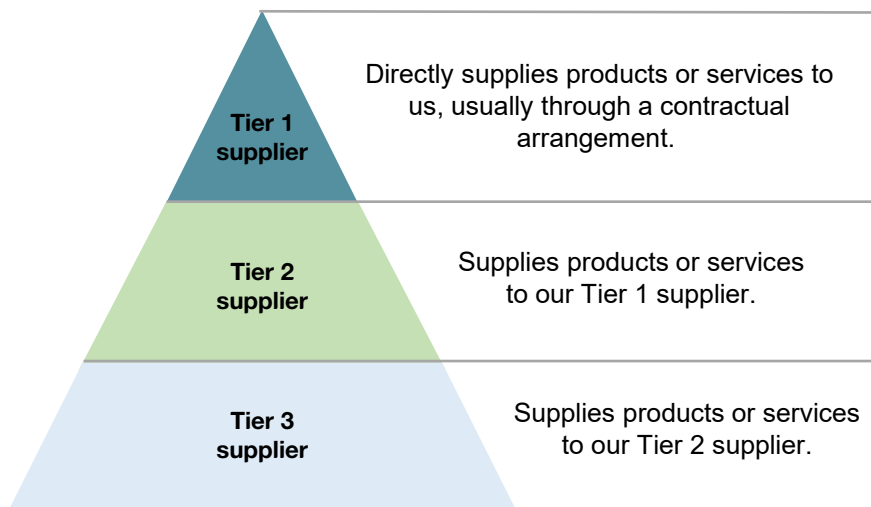 Tier 1
supplier
Directly supplies products or services to
us, usually through a contractual
arrangement.
Tier 2
supplier
Supplies products or services
to our Tier 1 supplier.
Tier 3
supplier
Supplies products or services
to our Tier 2 supplier.